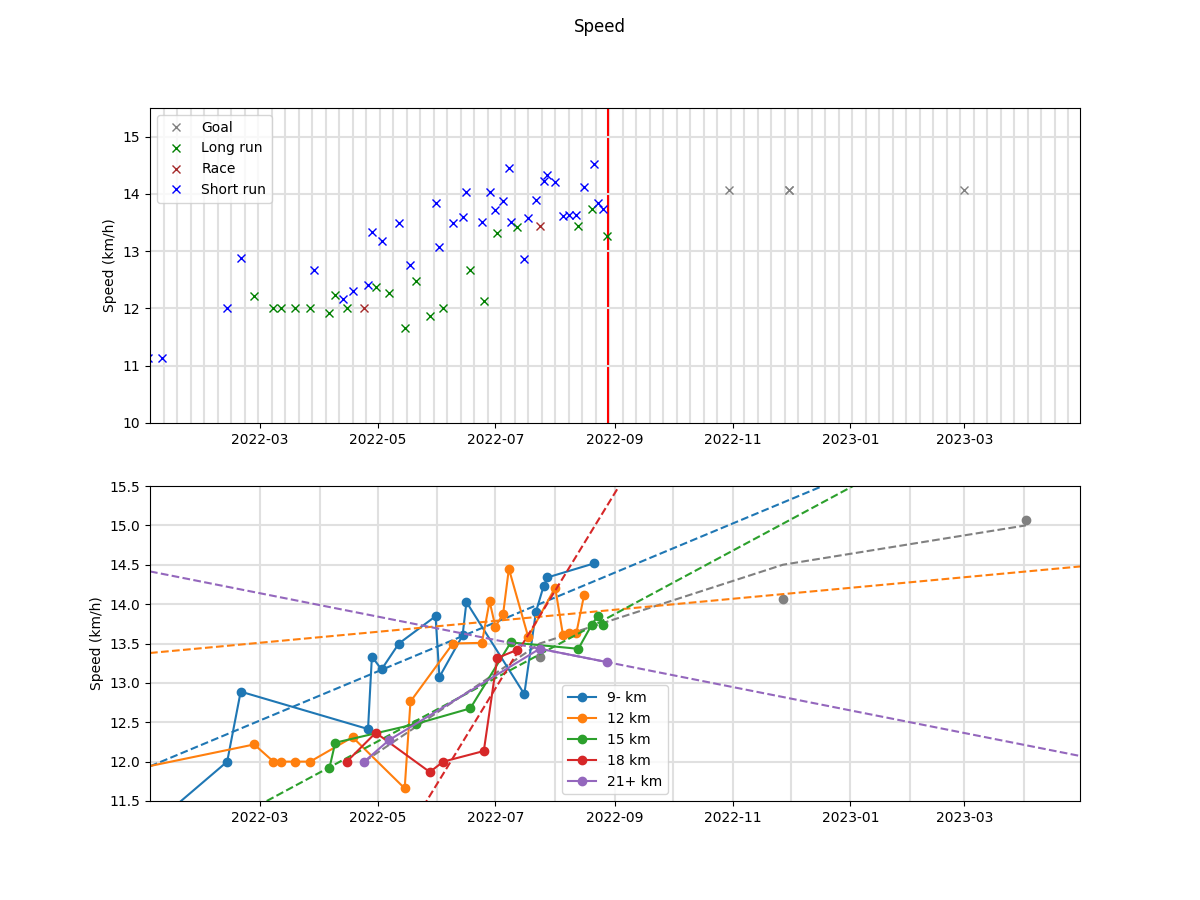 Speed
Speed (km/h)
15
14
13
12
11
10
Goal
Long run
Race
Short run
2022-03
2022-05
2022-07
2022-09
2022-11
2023-01
2023-03
Speed (km/h)
15.5
15.0
14.5
14.0
13.5
13.0
12.5
12.0
11.5
9- km
12 km
15 km
18 km
21+ km
2022-03
2022-05
2022-07
2022-09
2022-11
2023-01
2023-03